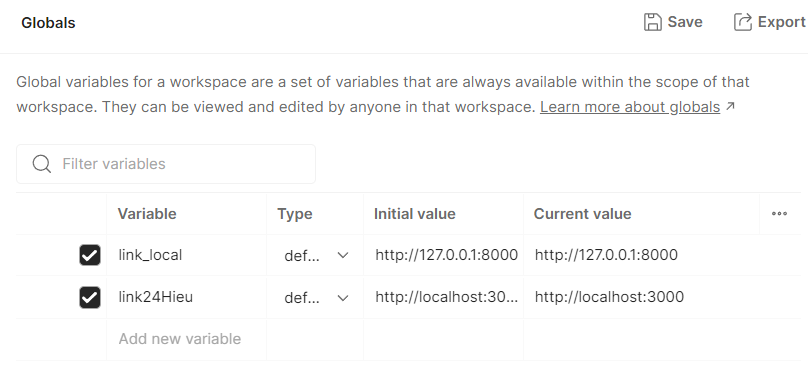 Globals
Save
Export
Global variables for a workspace are a set of variables that are always available within the scope of that
workspace. They can be viewed and edited by anyone in that workspace. Learn more about globals ↗
Filter variables
Variable Type Initial value Current value
link_local def... http://127.0.0.1:8000 http://127.0.0.1:8000
link24Hieu def... http://localhost:30... http://localhost:3000
Add new variable